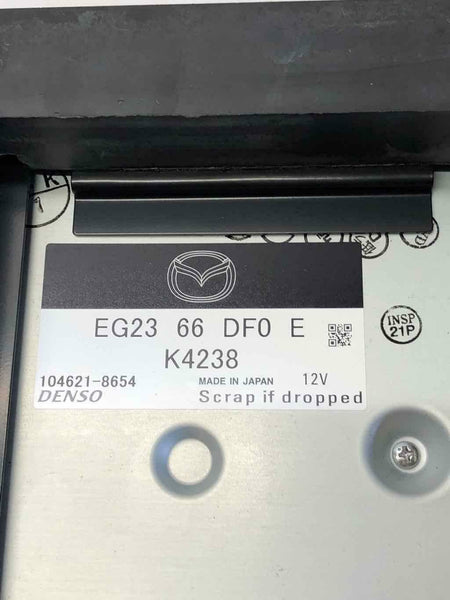 K
EG23 66 DF0 E
K4238
104621-8654 MADE IN JAPAN 12V
DENSO Scrap if dropped
INSP
21P